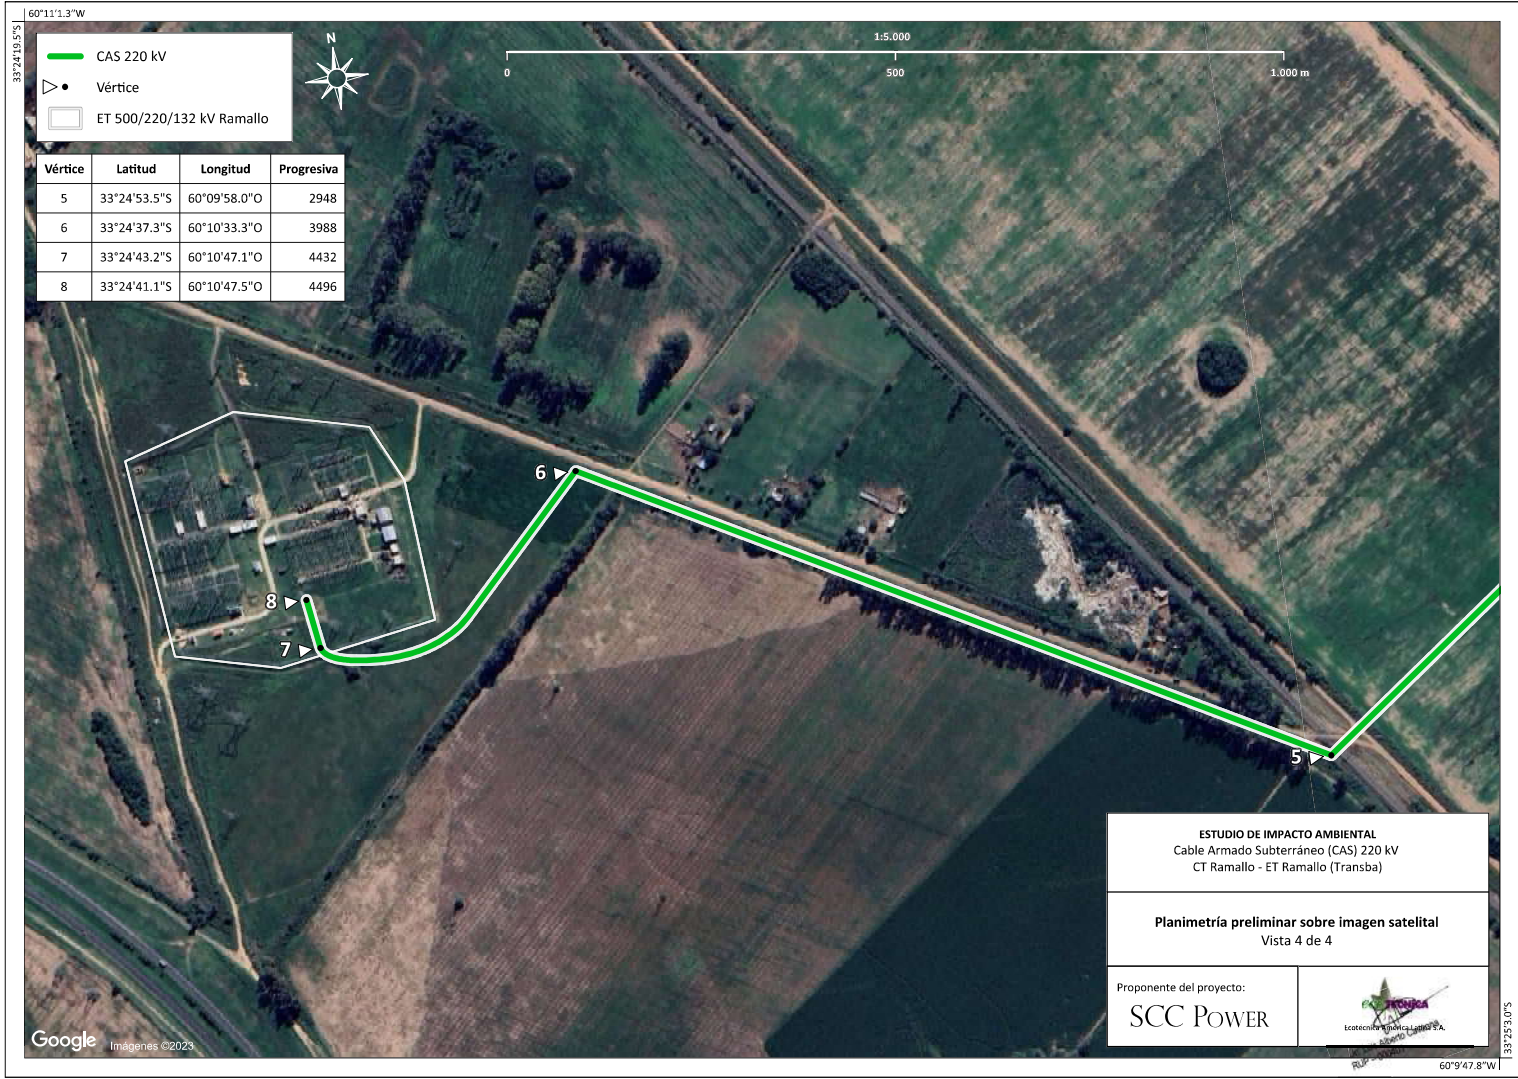 60°11'1.3"W
33°24'19.5"S
CAS 220 kV
Vértice
ET 500/220/132 kV Ramallo
N
1:5.000
0 500 1.000 m
Vértice Latitud Longitud Progresiva
5 33°24'53.5"S 60°09'58.0"O 2948
6 33°24'37.3"S 60°10'33.3"O 3988
7 33°24'43.2"S 60°10'47.1"O 4432
8 33°24'41.1"S 60°10'47.5"O 4496
6
8
7
5
ESTUDIO DE IMPACTO AMBIENTAL
Cable Armado Subterráneo (CAS) 220 kV
CT Ramallo - ET Ramallo (Transba)
Planimetría preliminar sobre imagen satelital
Vista 4 de 4
Proponente del proyecto:
SCC POWER
ECOTECNICA
Ecotecnica America Latina S.A.
Google Imágenes ©2023
33°25'3.0"S
60°9'47.8"W